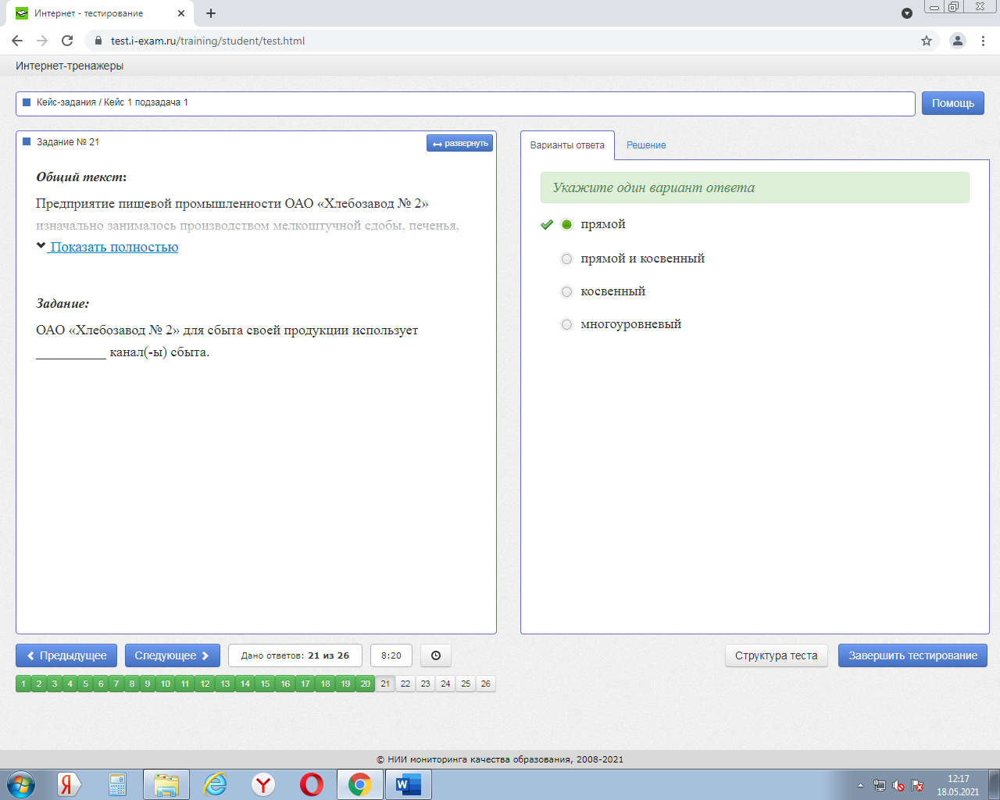 Интернет - тестирование
test.i-exam.ru/training/student/test.html
Интернет-тренажеры
Кейс-задания / Кейс 1 подзадача 1
Помощь
Задание № 21
развернуть
Общий текст:
Предприятие пищевой промышленности ОАО «Хлебозавод № 2»
изначально занималось производством мелкоштучной сдобы, печенья,
Показать полностью
Задание:
ОАО «Хлебозавод № 2» для сбыта своей продукции использует
__________ канал(-ы) сбыта.
Варианты ответа
Решение
Укажите один вариант ответа
прямой
прямой и косвенный
косвенный
многоуровневый
Предыдущее
Следующее
Дано ответов: 21 из 26
8:20
Структура теста
Завершить тестирование
1 2 3 4 5 6 7 8 9 10 11 12 13 14 15 16 17 18 19 20 21 22 23 24 25 26
© НИИ мониторинга качества образования, 2008-2021
12:17
18.05.2021